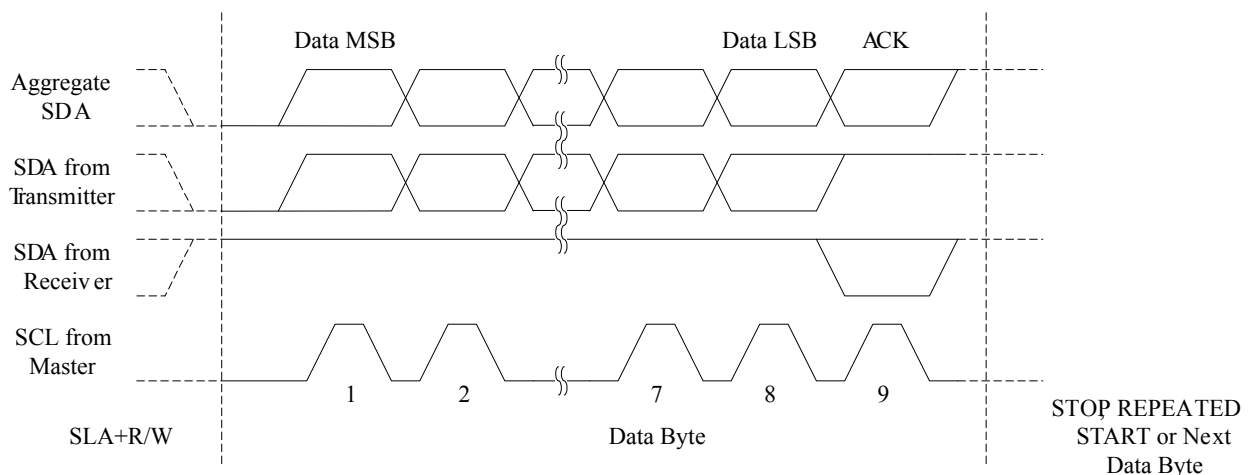 Data MSB
Data LSB
ACK
Aggregate
SDA
SDA from
Transmitter
SDA from
Receiver
SCL from
Master
1
2
7
8
9
SLA+R/W
Data Byte
STOP, REPEATED
START or Next
Data Byte